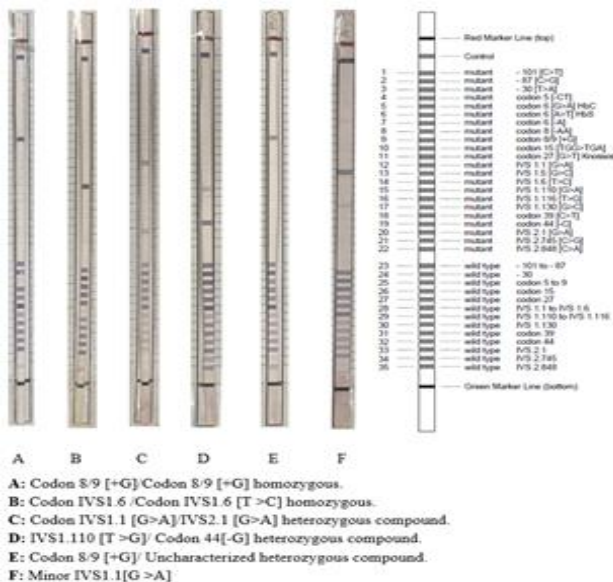 Red Marker Line (top)
Control
1 mutant - 101 [C>T]
2 mutant - 87 [C>G]
3 mutant - 30 [T>A]
4 mutant codon 5 [-CT]
5 mutant codon 6 [G>A] HbC
6 mutant codon 6 [A>T] HbS
7 mutant codon 6 [-A]
8 mutant codon 8 [-AA]
9 mutant codon 8/9 [+G]
10 mutant codon 15 [TGG>TGA]
11 mutant codon 27 [G>T] Knossos
12 mutant IVS 1.1 [G>A]
13 mutant IVS 1.5 [G>C]
14 mutant IVS 1.6 [T>C]
15 mutant IVS 1.110 [G>A]
16 mutant IVS 1.116 [T>G]
17 mutant IVS 1.130 [G>C]
18 mutant codon 39 [C>T]
19 mutant codon 44 [-C]
20 mutant IVS 2.1 [G>A]
21 mutant IVS 2.745 [C>G]
22 mutant IVS 2.848 [C>A]
23 wild type - 101 to - 87
24 wild type - 30
25 wild type codon 5 to 9
26 wild type codon 15
27 wild type codon 27
28 wild type IVS 1.1 to IVS 1.6
29 wild type IVS 1.110 to IVS 1.116
30 wild type IVS 1.130
31 wild type codon 39
32 wild type codon 44
33 wild type IVS 2.1
34 wild type IVS 2.745
35 wild type IVS 2.848
Green Marker Line (bottom)
A B C D E F
A: Codon 8/9 [+G]/Codon 8/9 [+G] homozygous.
B: Codon IVS1.6 /Codon IVS1.6 [T >C] homozygous.
C: Codon IVS1.1 [G>A]/IVS2.1 [G>A] heterozygous compound.
D: IVS1.110 [T >G]/ Codon 44[-G] heterozygous compound.
E: Codon 8/9 [+G]/ Uncharacterized heterozygous compound.
F: Minor IVS1.1[G >A]